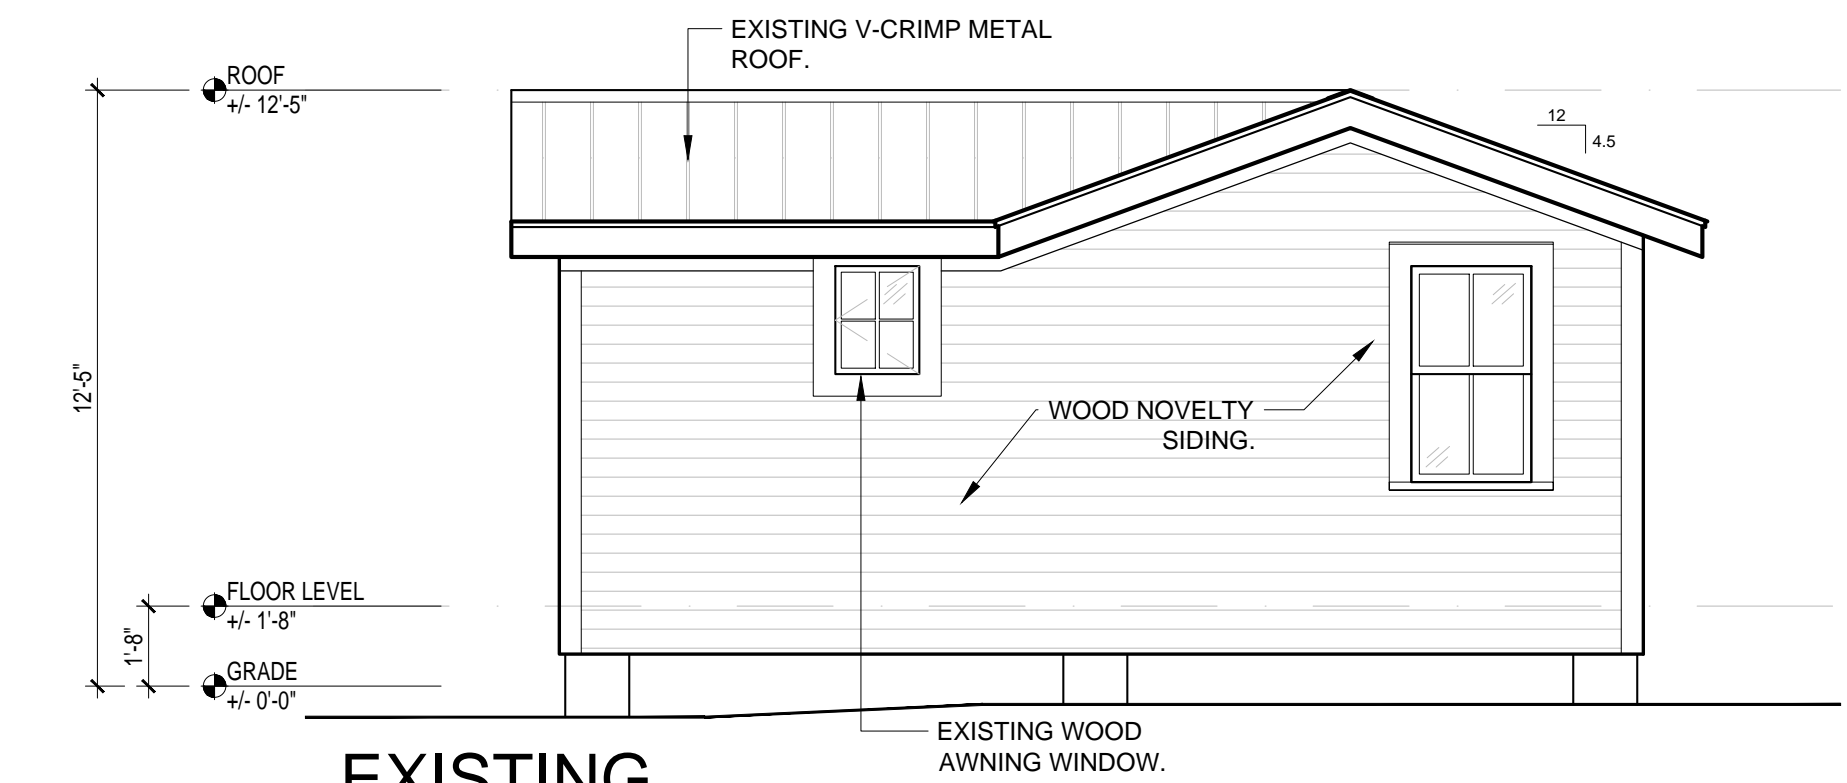 EXISTING V-CRIMP METAL
ROOF.
ROOF
+/- 12'-5"
12
4.5
12'-5"
WOOD NOVELTY
SIDING.
FLOOR LEVEL
+/- 1'-8"
1'-8"
GRADE
+/- 0'-0"
EXISTING WOOD
AWNING WINDOW.
EXISTING